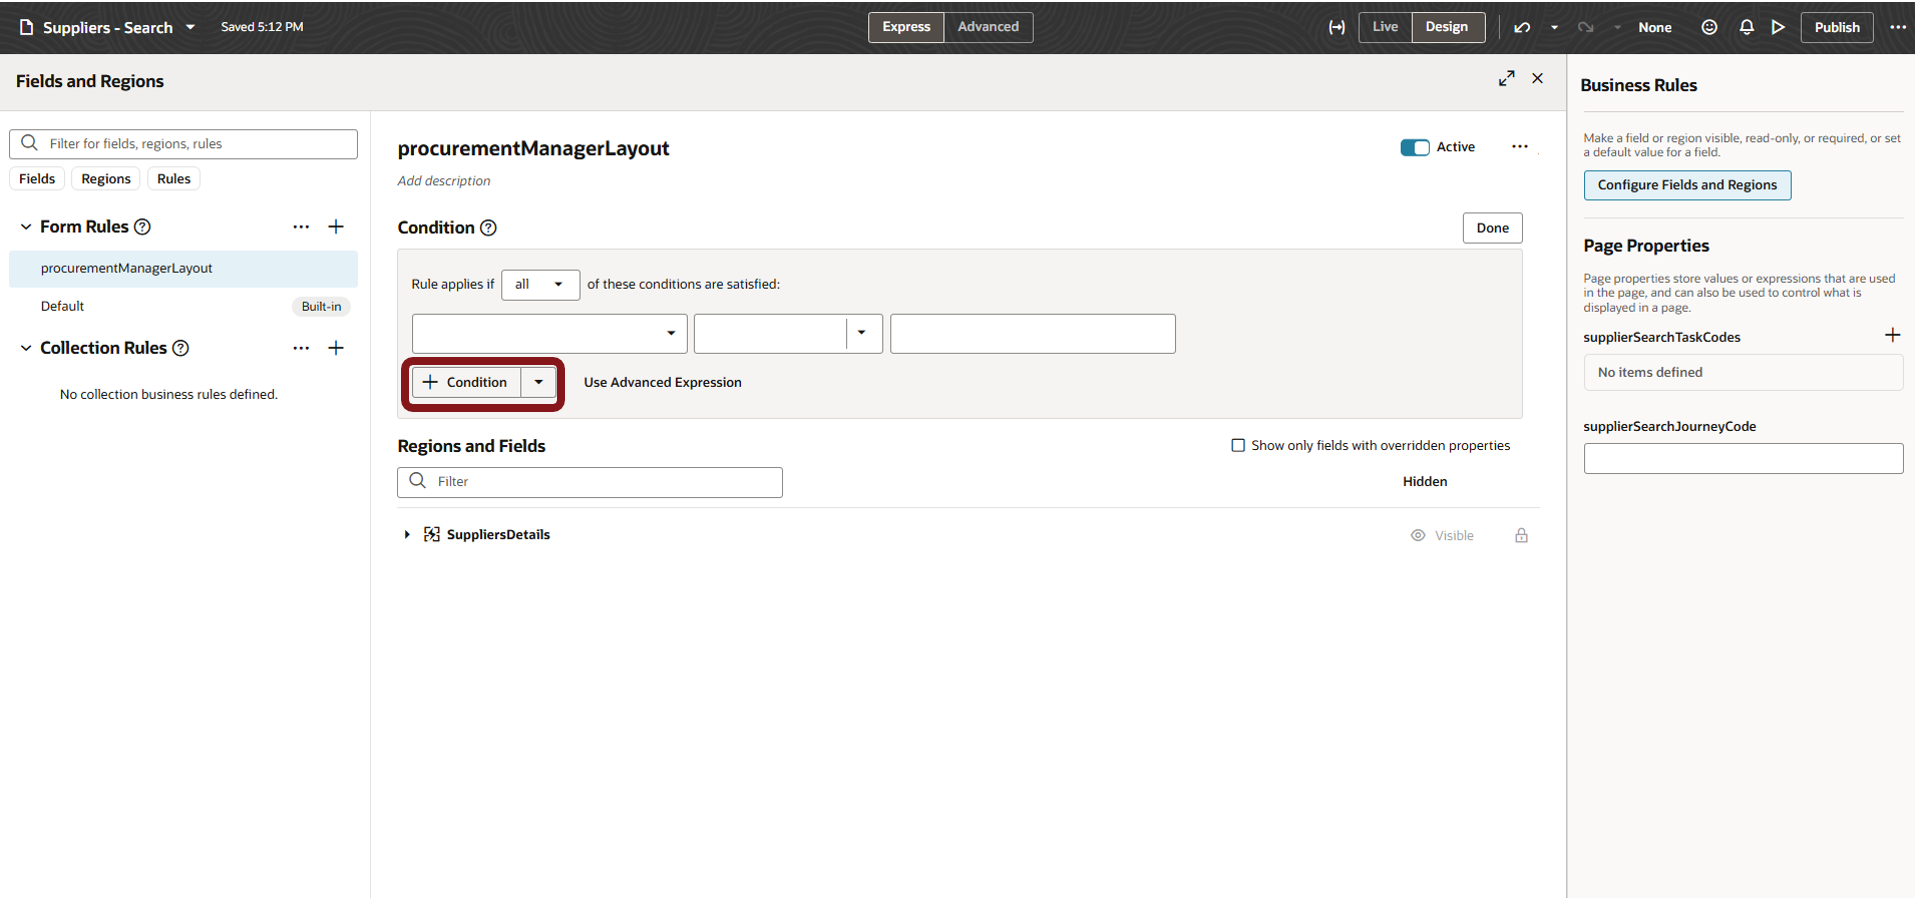 Suppliers - Search
Saved 5:12 PM
Express
Advanced
Live
Design
None
Publish
Fields and Regions
Filter for fields, regions, rules
Fields
Regions
Rules
Form Rules
procurementManagerLayout
Default
Built-in
Collection Rules
No collection business rules defined.
procurementManagerLayout
Active
Add description
Condition
Done
Rule applies if all of these conditions are satisfied:
Condition
Use Advanced Expression
Regions and Fields
Show only fields with overridden properties
Filter
Hidden
SuppliersDetails
Visible
Business Rules
Make a field or region visible, read-only, or required, or set
a default value for a field.
Configure Fields and Regions
Page Properties
Page properties store values or expressions that are used
in the page, and can also be used to control what is
displayed in a page.
supplierSearchTaskCodes
No items defined
supplierSearchJourneyCode